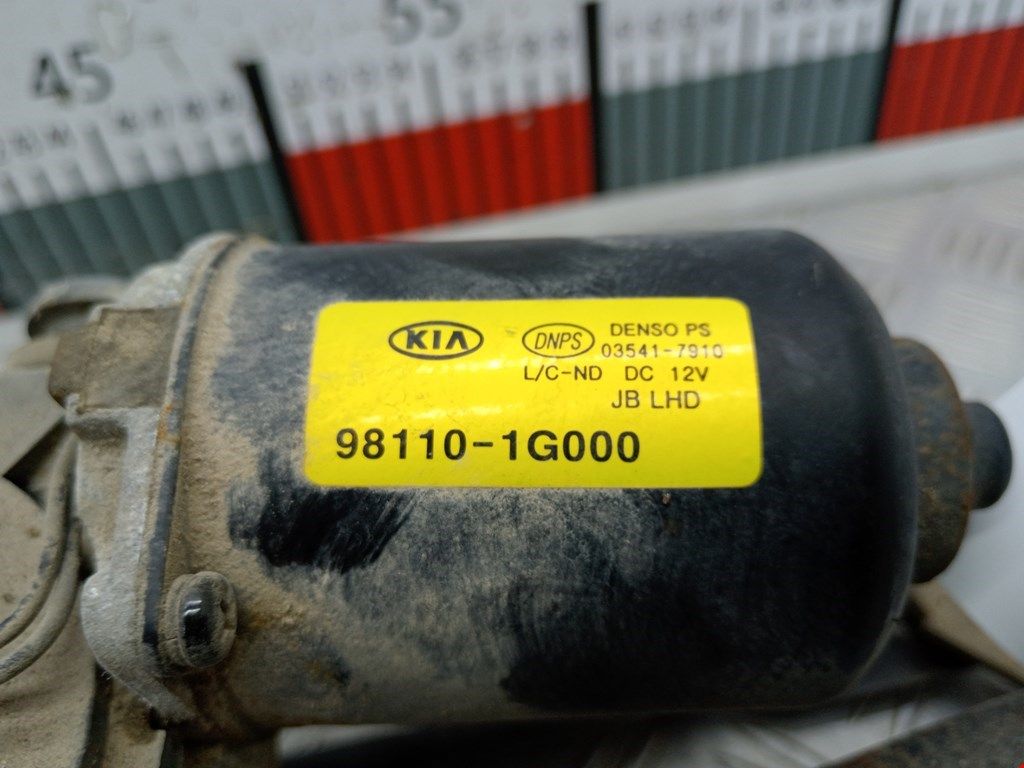 45
55
KIA
DNPS
DENSO PS
03541-7910
L/C-ND DC 12V
JB LHD
98110-1G000